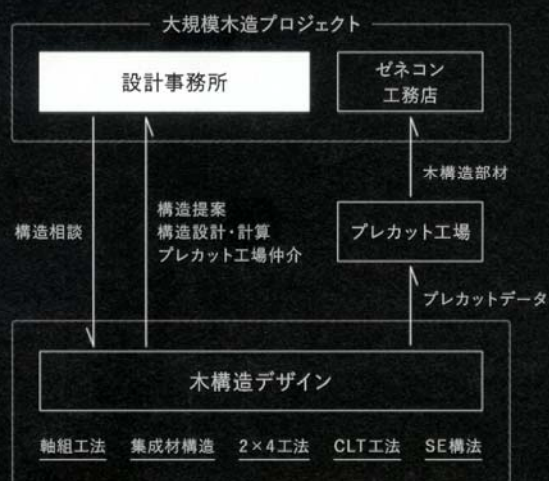 大規模木造プロジェクト
設計事務所
ゼネコン
工務店
構造相談
構造提案
構造設計・計算
プレカット工場仲介
木構造部材
プレカット工場
プレカットデータ
木構造デザイン
軸組工法 集成材構造 2×4工法 CLT工法 SE構法